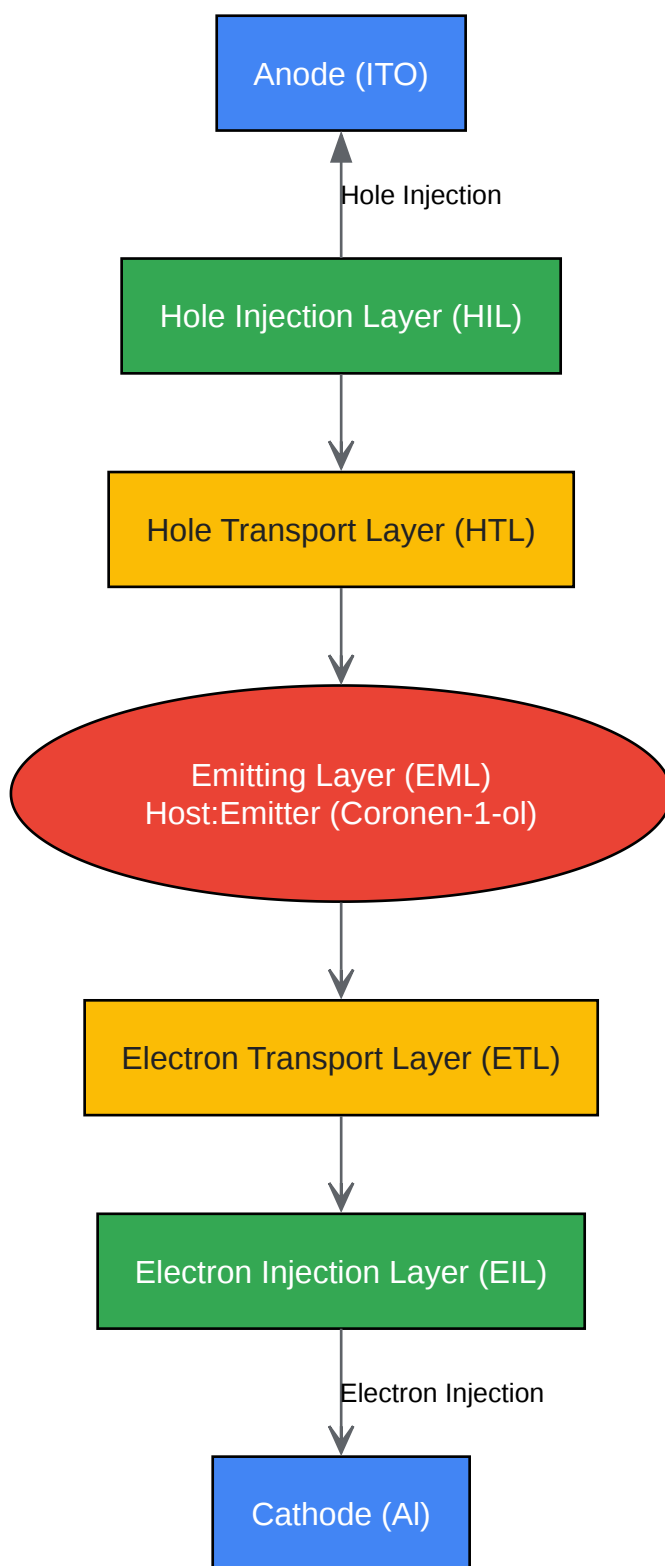 Anode (ITO)
Hole Injection
Hole Injection Layer (HIL)
Hole Transport Layer (HTL)
Emitting Layer (EML)
Host:Emitter (Coronen-1-ol)
Electron Transport Layer (ETL)
Electron Injection Layer (EIL)
Electron Injection
Cathode (Al)